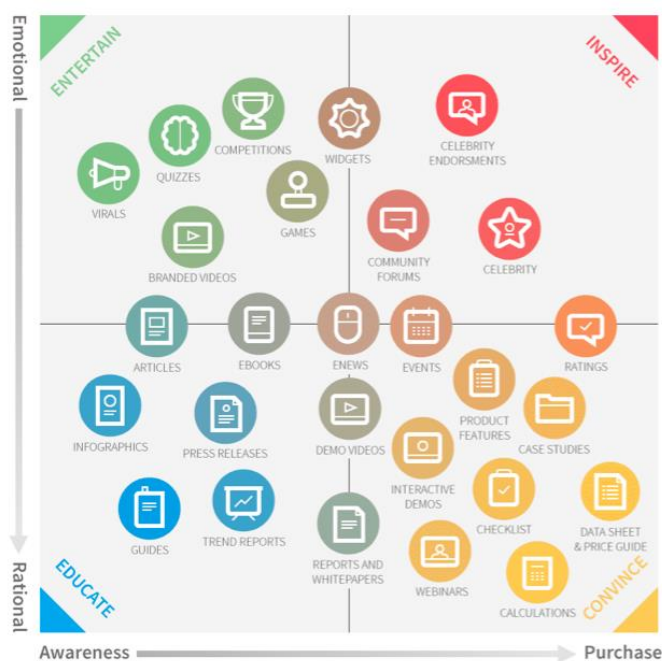 Emotional
ENTERTAIN
INSPIRE
COMPETITIONS
WIDGETS
CELEBRITY
ENDORSMENTS
QUIZZES
VIRALS
GAMES
BRANDED VIDEOS
COMMUNITY
FORUMS
CELEBRITY
ARTICLES
EBOOKS
ENEWS
EVENTS
RATINGS
INFOGRAPHICS
PRESS RELEASES
DEMO VIDEOS
PRODUCT
FEATURES
CASE STUDIES
INTERACTIVE
DEMOS
GUIDES
TREND REPORTS
REPORTS AND
WHITEPAPERS
CHECKLIST
DATA SHEET
& PRICE GUIDE
WEBINARS
CALCULATIONS
Rational
EDUCATE
CONVINCE
Awareness
Purchase